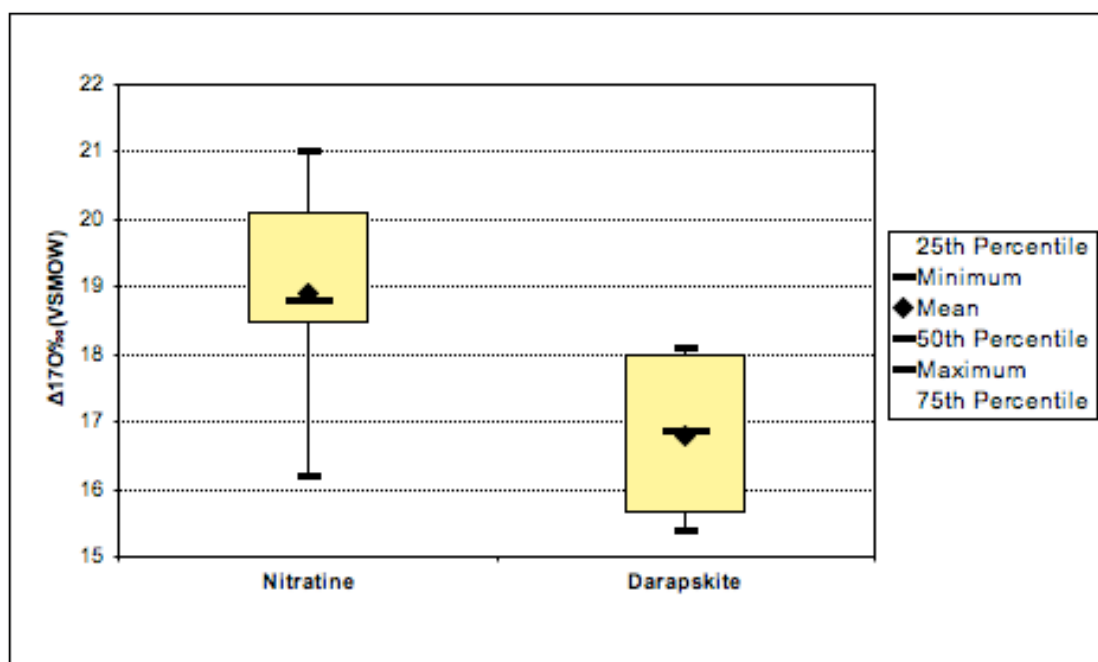 Δ17O‰(VSMOW)
22
21
20
19
18
17
16
15
Nitratine
Darapskite
25th Percentile
Minimum
Mean
50th Percentile
Maximum
75th Percentile